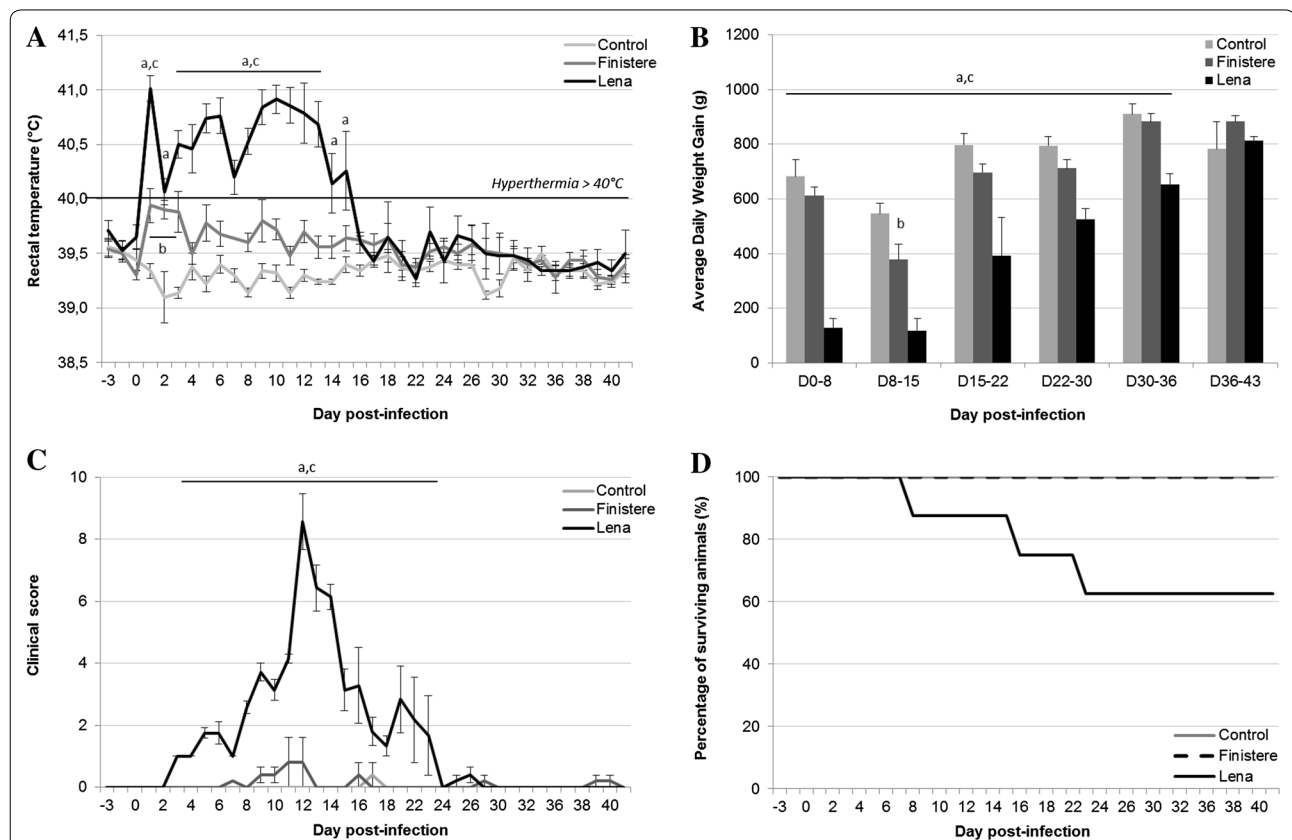 A
41,5
41,0
40,5
40,0
39,5
39,0
38,5
Rectal temperature (°C)
Control
Finistere
Lena
a,c
a,c
a
a
a
b
Hyperthermia > 40°C
-3 0 2 4 6 8 10 12 14 16 18 20 22 24 26 28 30 32 34 36 38 40
Day post-infection
B
1200
1000
800
600
400
200
0
Average Daily Weight Gain (g)
Control
Finistere
Lena
a,c
b
D0-8 D8-15 D15-22 D22-30 D30-36 D36-43
Day post-infection
C
10
8
6
4
2
0
Clinical score
a,c
Control
Finistere
Lena
-3 0 2 4 6 8 10 12 14 16 18 20 22 24 26 28 30 32 34 36 38 40
Day post-infection
D
100
80
60
40
20
0
Percentage of surviving animals (%)
Control
Finistere
Lena
-3 0 2 4 6 8 10 12 14 16 18 20 22 24 26 28 30 32 34 36 38 40
Day post-infection